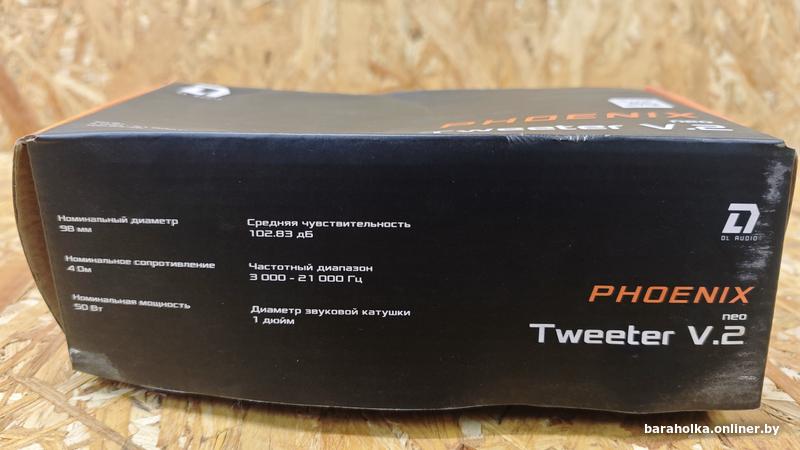 PHOENIX
neo
Tweeter V.2
Номинальный диаметр
98 мм
Номинальное сопротивление
4 Ом
Номинальная мощность
50 Вт
Средняя чувствительность
102.83 дБ
Частотный диапазон
3 000 - 21 000 Гц
Диаметр звуковой катушки
1 дюйм
DL AUDIO
PHOENIX
neo
Tweeter V.2
baraholka.onliner.by